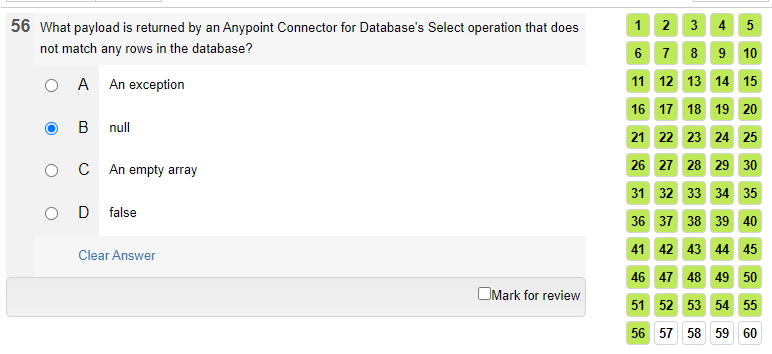 56 What payload is returned by an Anypoint Connector for Database's Select operation that does
not match any rows in the database?
A An exception
B null
C An empty array
D false
Clear Answer
Mark for review
1 2 3 4 5
6 7 8 9 10
11 12 13 14 15
16 17 18 19 20
21 22 23 24 25
26 27 28 29 30
31 32 33 34 35
36 37 38 39 40
41 42 43 44 45
46 47 48 49 50
51 52 53 54 55
56 57 58 59 60